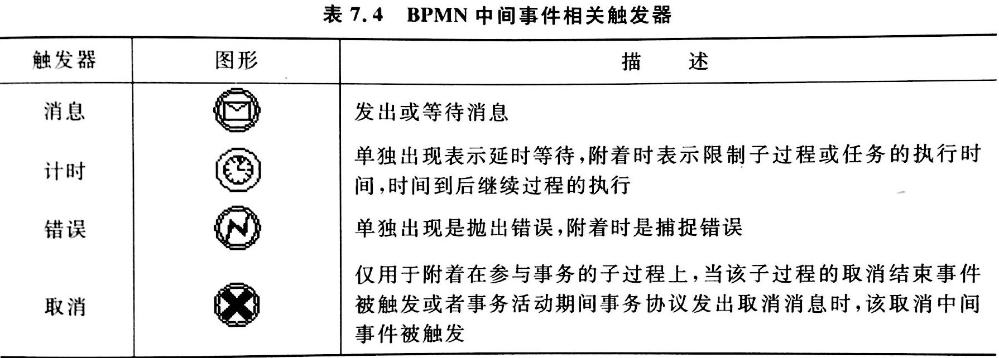 表 7.4 BPMN 中间事件相关触发器
触发器 图形 描 述
消息 发出或等待消息
计时 单独出现表示延时等待,附着时表示限制子过程或任务的执行时
间,时间到后继续过程的执行
错误 单独出现是抛出错误,附着时是捕捉错误
取消 仅用于附着在参与事务的子过程上,当该子过程的取消结束事件
被触发或者事务活动期间事务协议发出取消消息时,该取消中间
事件被触发